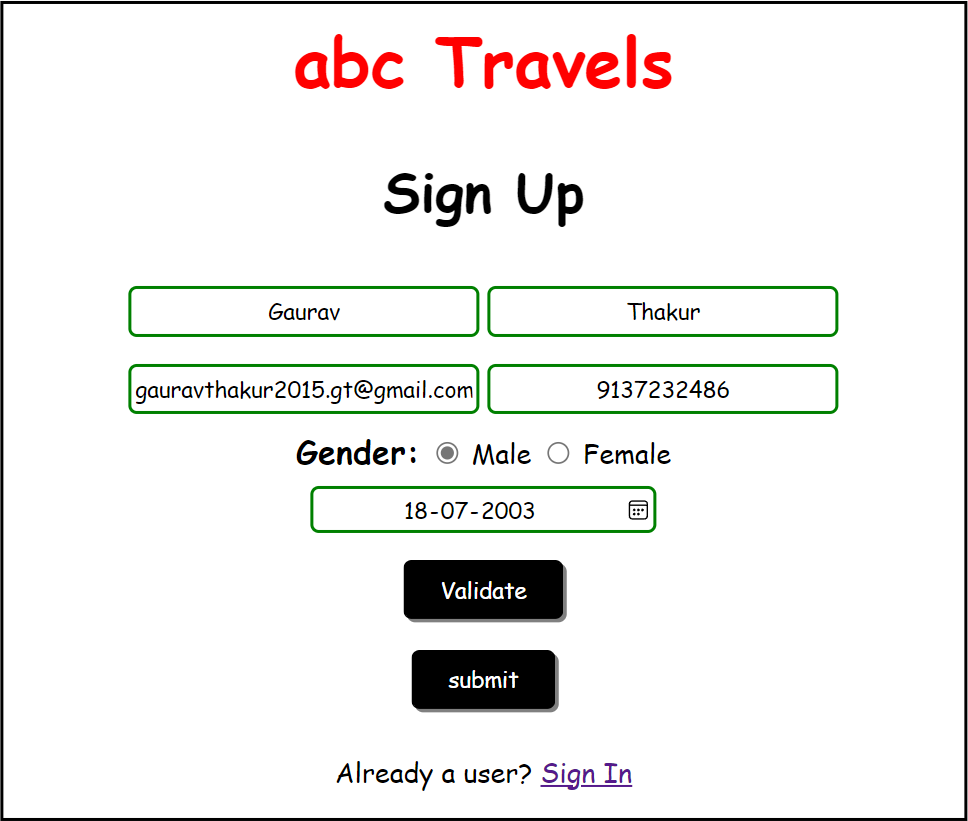 abc Travels
Sign Up
Gaurav Thakur
gauravthakur2015.gt@gmail.com 9137232486
Gender: Male Female
18-07-2003
Validate
submit
Already a user? Sign In